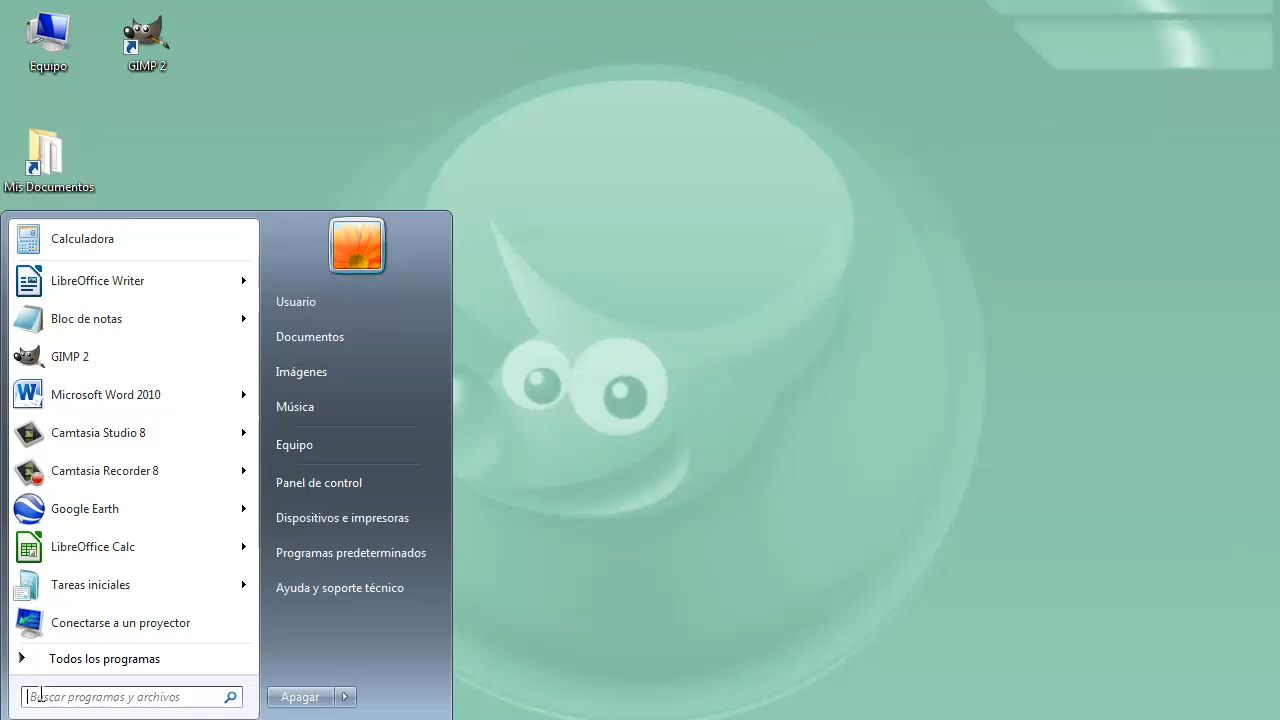 Equipo
GIMP 2
Mis Documentos
Calculadora
LibreOffice Writer
Bloc de notas
GIMP 2
Microsoft Word 2010
Camtasia Studio 8
Camtasia Recorder 8
Google Earth
LibreOffice Calc
Tareas iniciales
Conectarse a un proyector
Todos los programas
Buscar programas y archivos
Usuario
Documentos
Imágenes
Música
Equipo
Panel de control
Dispositivos e impresoras
Programas predeterminados
Ayuda y soporte técnico
Apagar